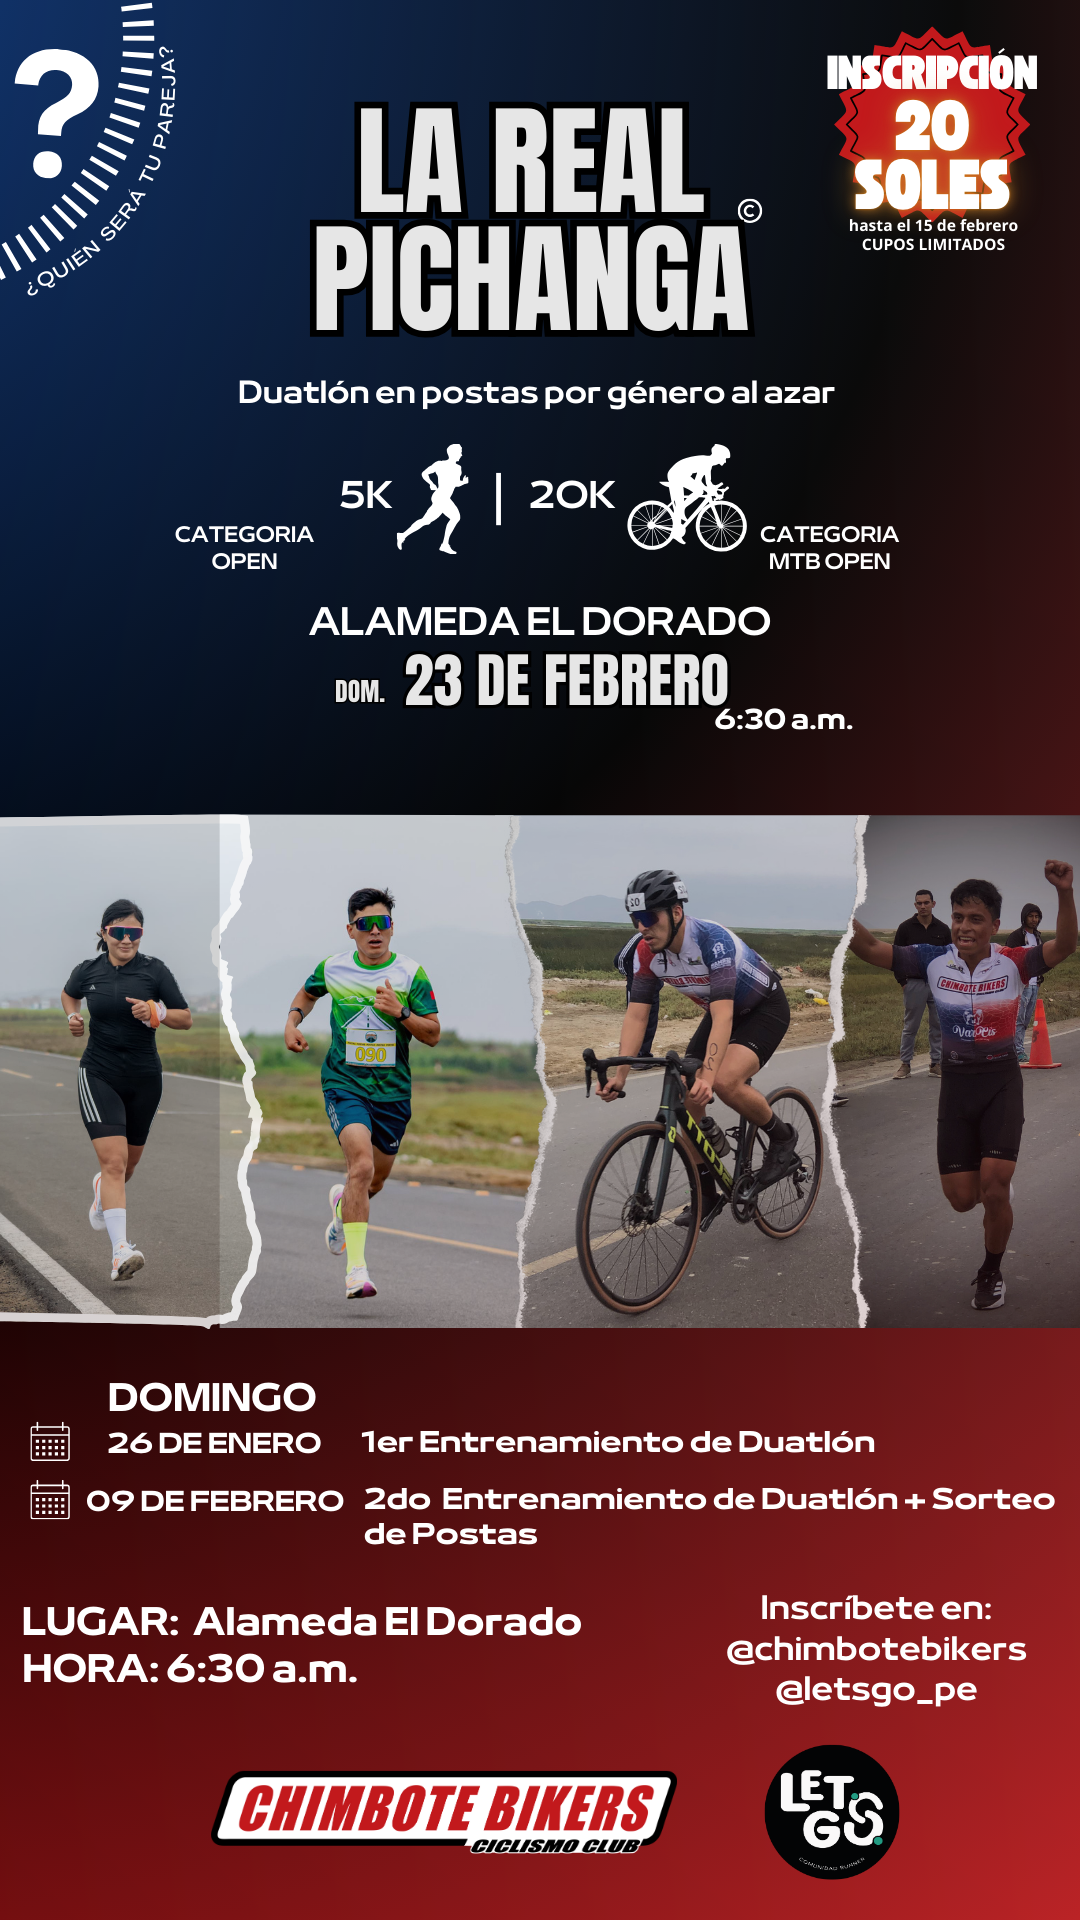 ?
¿QUIÉN SERÁ TU PAREJA?
INSCRIPCIÓN
20
SOLES
hasta el 15 de febrero
CUPOS LIMITADOS
LA REAL
PICHANGA
©
Duatlón en postas por género al azar
5K | 20K
CATEGORIA
OPEN
CATEGORIA
MTB OPEN
ALAMEDA EL DORADO
DOM. 23 DE FEBRERO
6:30 a.m.
090
CHIMBOTE BIKERS
DOMINGO
26 DE ENERO 1er Entrenamiento de Duatlón
09 DE FEBRERO 2do Entrenamiento de Duatlón + Sorteo
de Postas
LUGAR: Alameda El Dorado
HORA: 6:30 a.m.
Inscríbete en:
@chimbotebikers
@letsgo_pe
CHIMBOTE BIKERS
CICLISMO CLUB
LET
GO
COMUNIDAD RUNNER